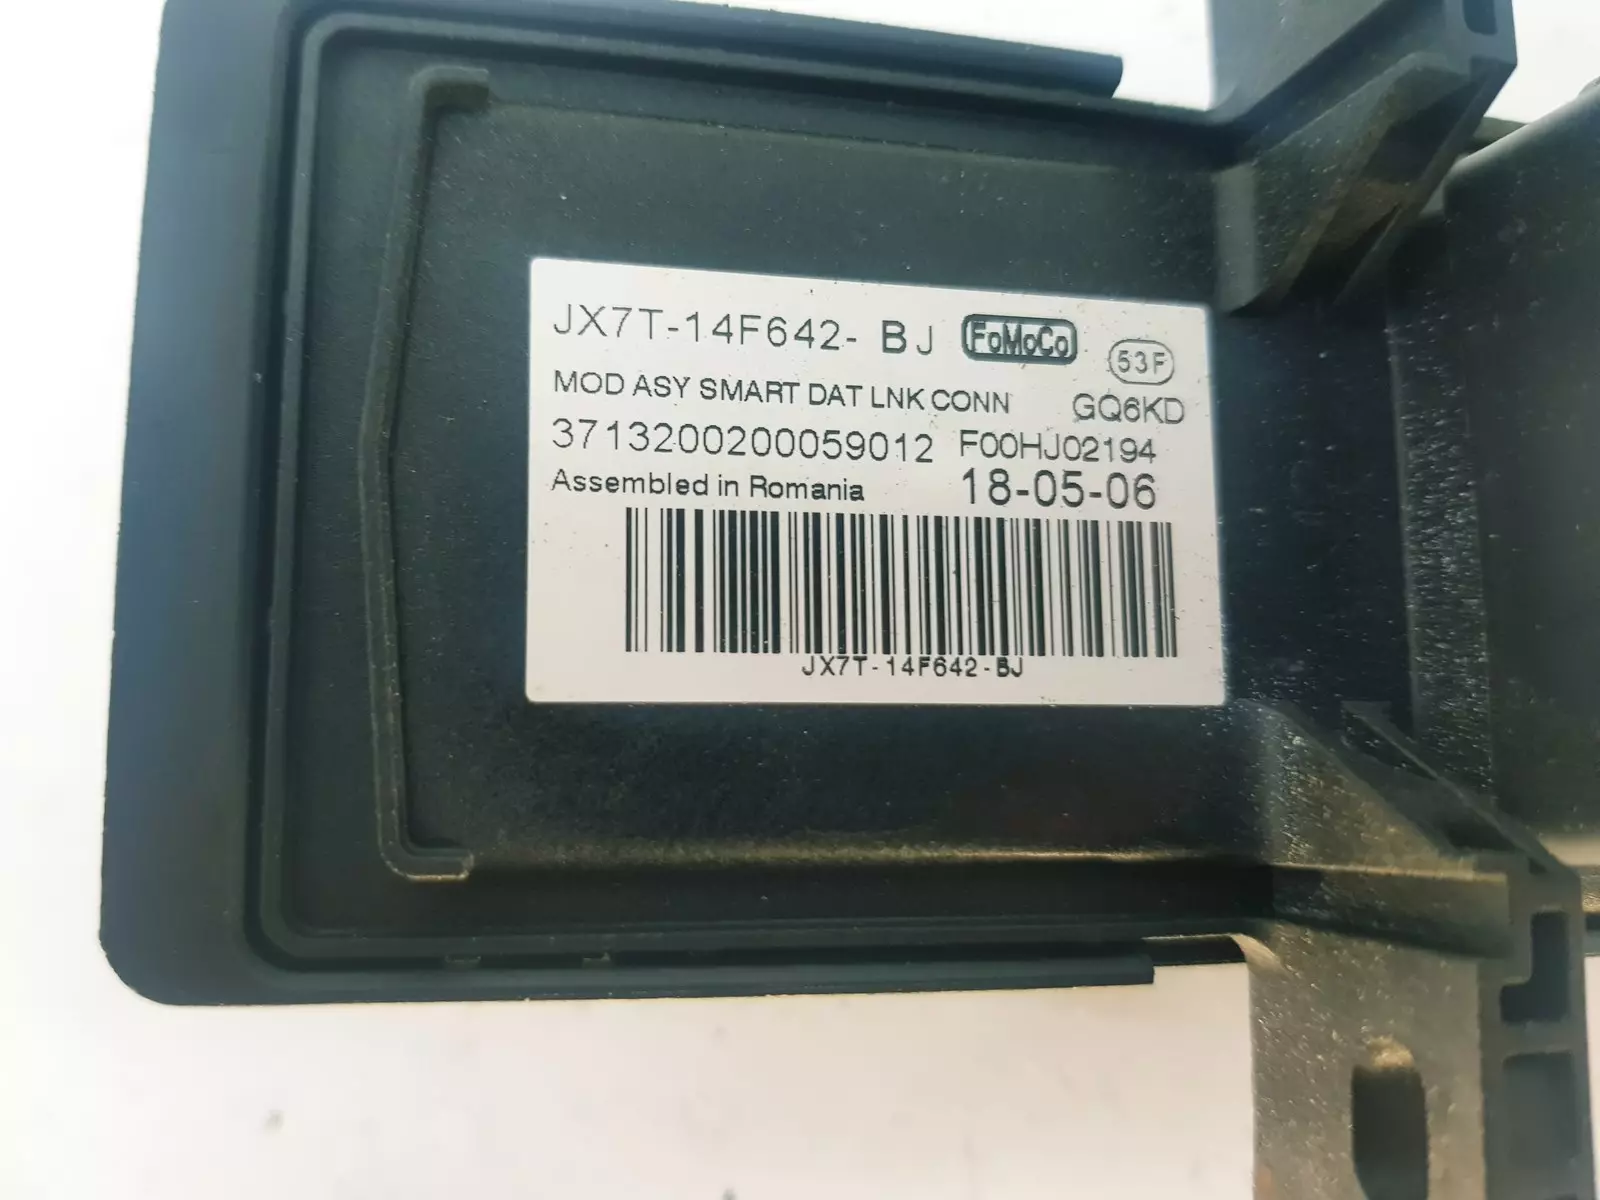 JX7T-14F642- BJ FoMoCo 53F
MOD ASY SMART DAT LNK CONN GQ6KD
3713200200059012 F00HJ02194
Assembled in Romania 18-05-06
JX7T-14F642-BJ